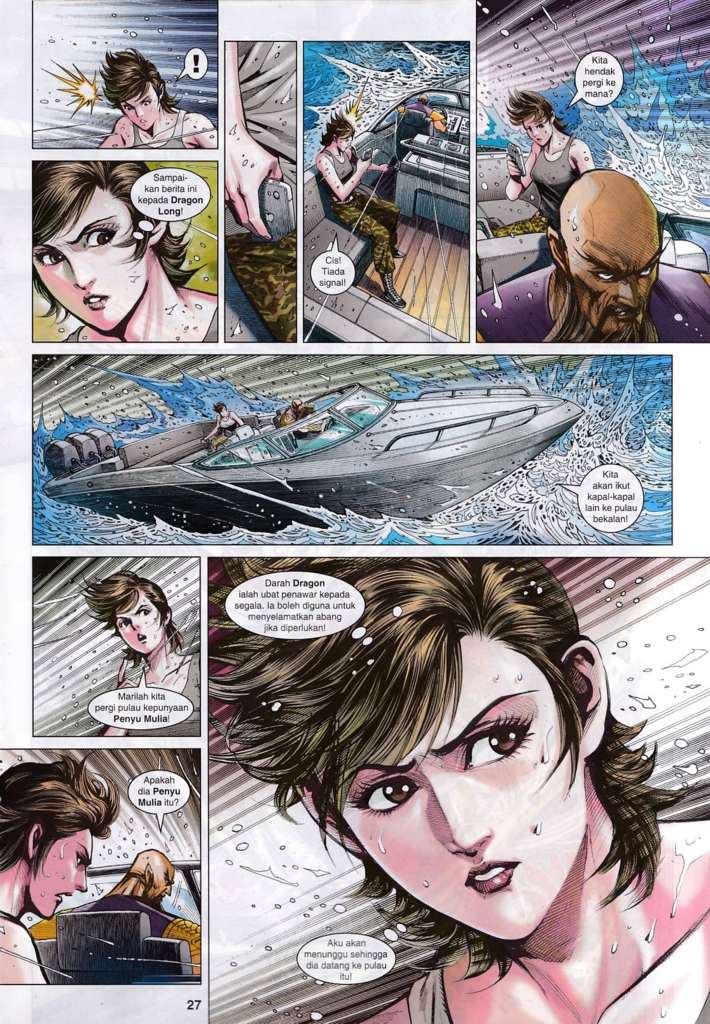 !
Sampai-
kan berita ini
kepada Dragon
Long!
Cis!
Tiada
signal!
Kita
hendak
pergi ke
mana?
Kita
akan ikut
kapal-kapal
lain ke pulau
bekalan!
Marilah kita
pergi pulau kepunyaan
Penyu Mulia!
Darah Dragon
ialah ubat penawar kepada
segala. Ia boleh diguna untuk
menyelamatkan abang
jika diperlukan!
Apakah
dia Penyu
Mulia itu?
Aku akan
menunggu sehingga
dia datang ke pulau
itu!
27